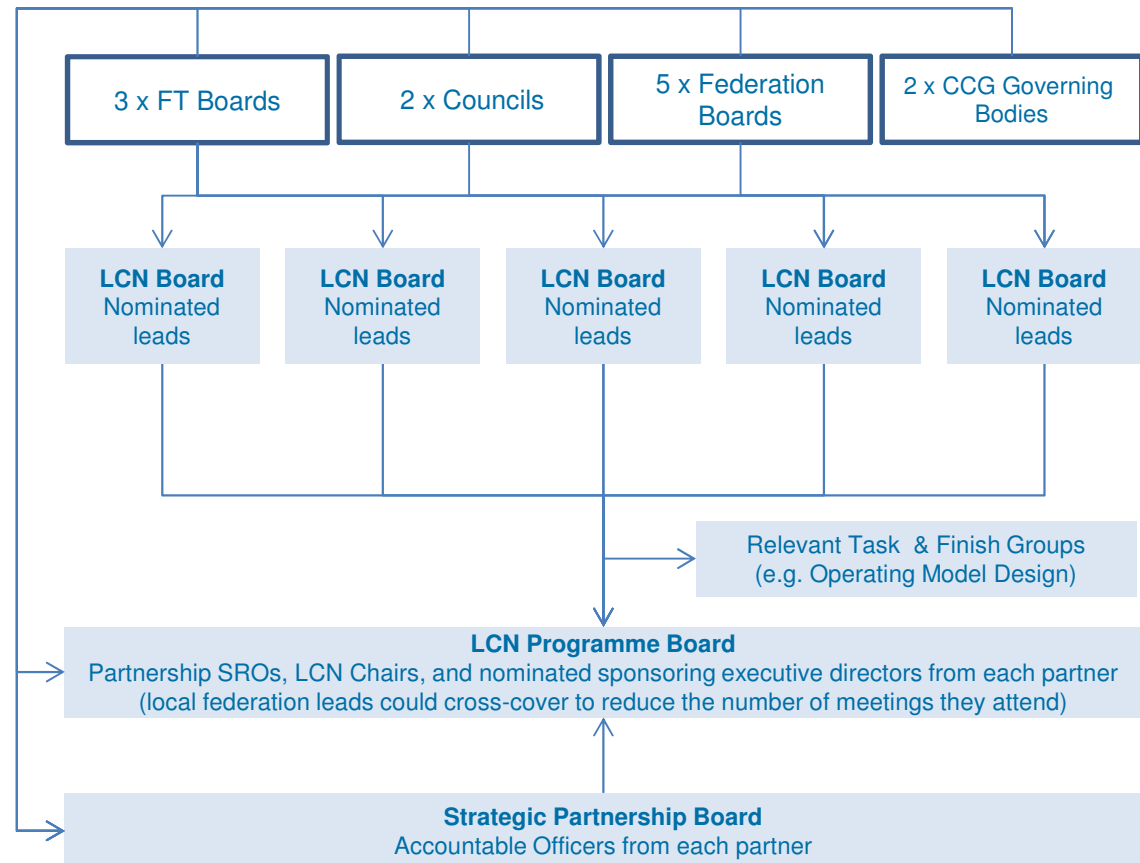 3 x FT Boards
2 x Councils
5 x Federation
Boards
2 x CCG Governing
Bodies
LCN Board
Nominated
leads
LCN Board
Nominated
leads
LCN Board
Nominated
leads
LCN Board
Nominated
leads
LCN Board
Nominated
leads
Relevant Task & Finish Groups
(e.g. Operating Model Design)
LCN Programme Board
Partnership SROs, LCN Chairs, and nominated sponsoring executive directors from each partner
(local federation leads could cross-cover to reduce the number of meetings they attend)
Strategic Partnership Board
Accountable Officers from each partner